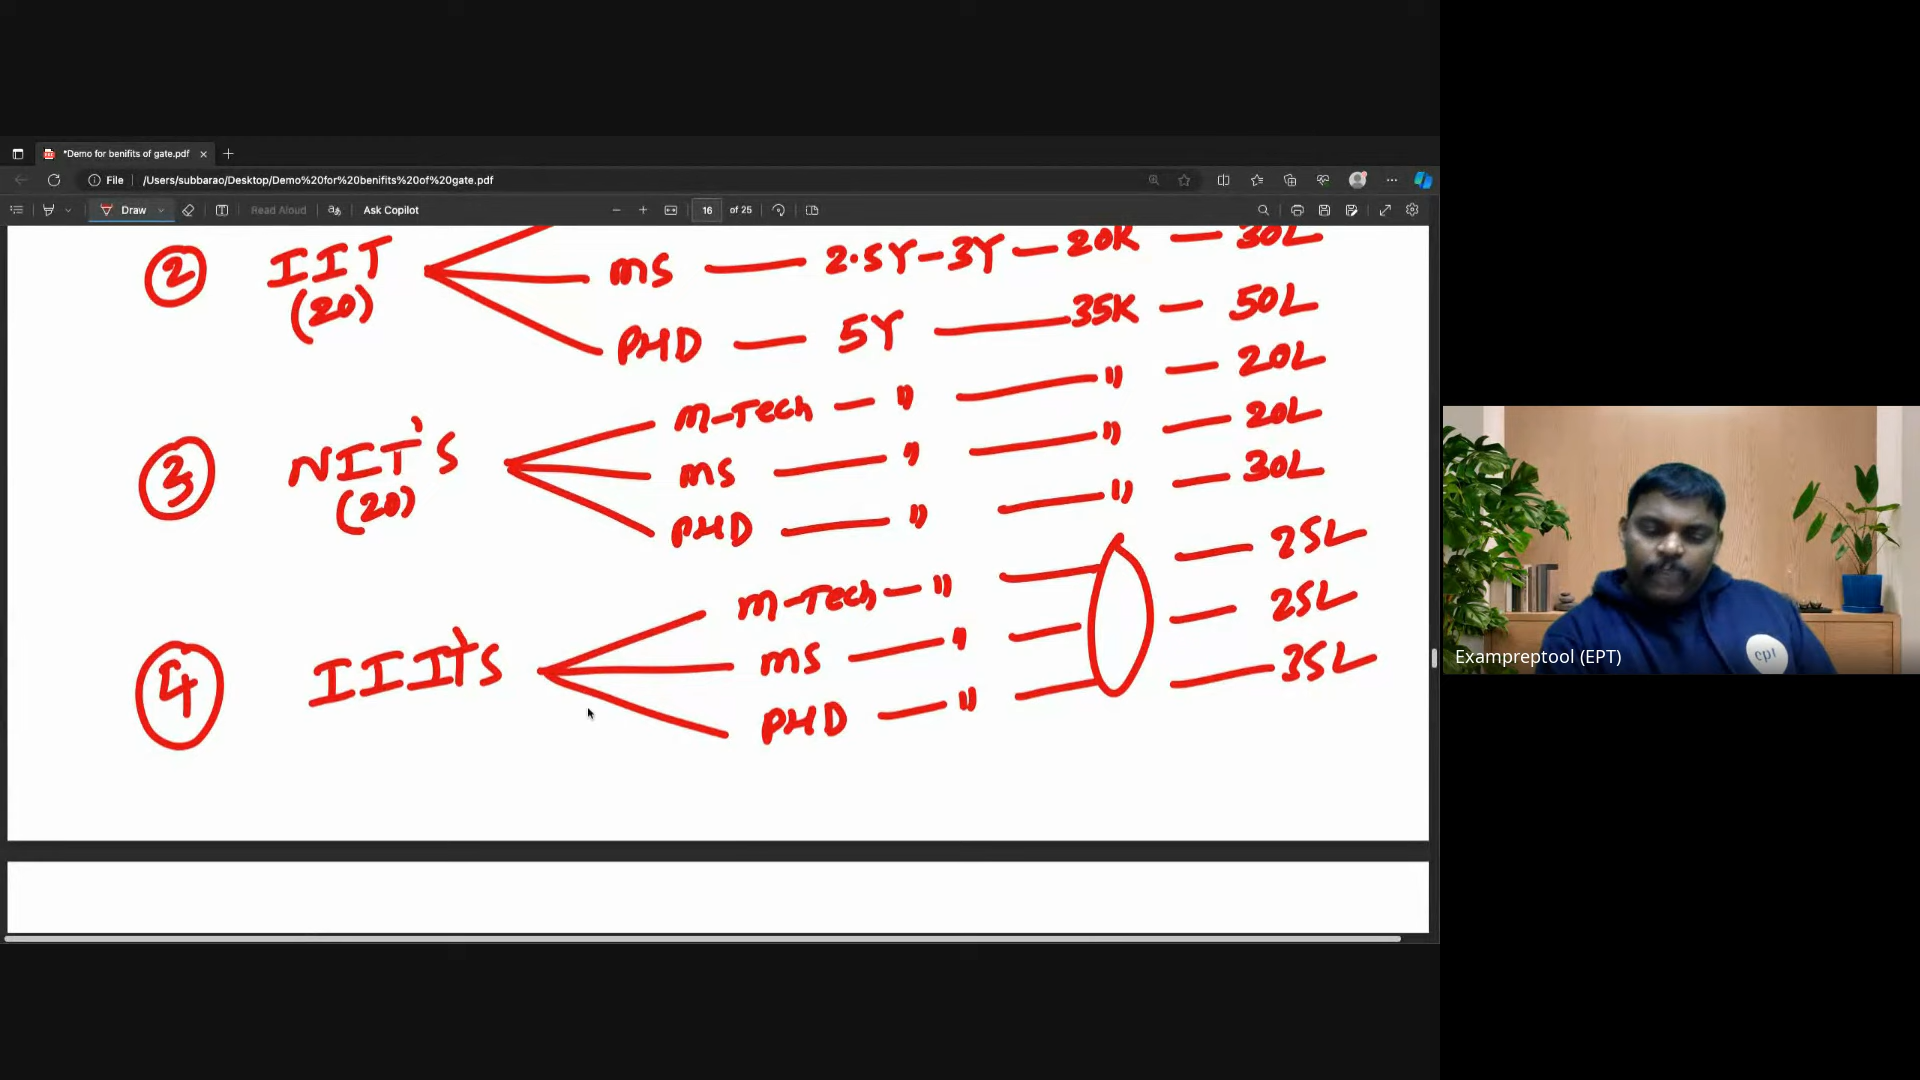 *Demo for benifits of gate.pdf
File /Users/subbarao/Desktop/Demo%20for%20benifits%20of%20gate.pdf
Draw Read Aloud Ask Copilot 16 of 25
② IIT (20)
MS — 2.5Y-3Y — 20K — 30L
PHD — 5Y — 35K — 50L
③ NIT'S (20)
M-Tech — " — " — 20L
MS — " — " — 20L
PHD — " — " — 30L
④ IIIT'S
M-Tech — " — 25L
MS — " — 25L
PHD — " — 35L
ept
Exampreptool (EPT)